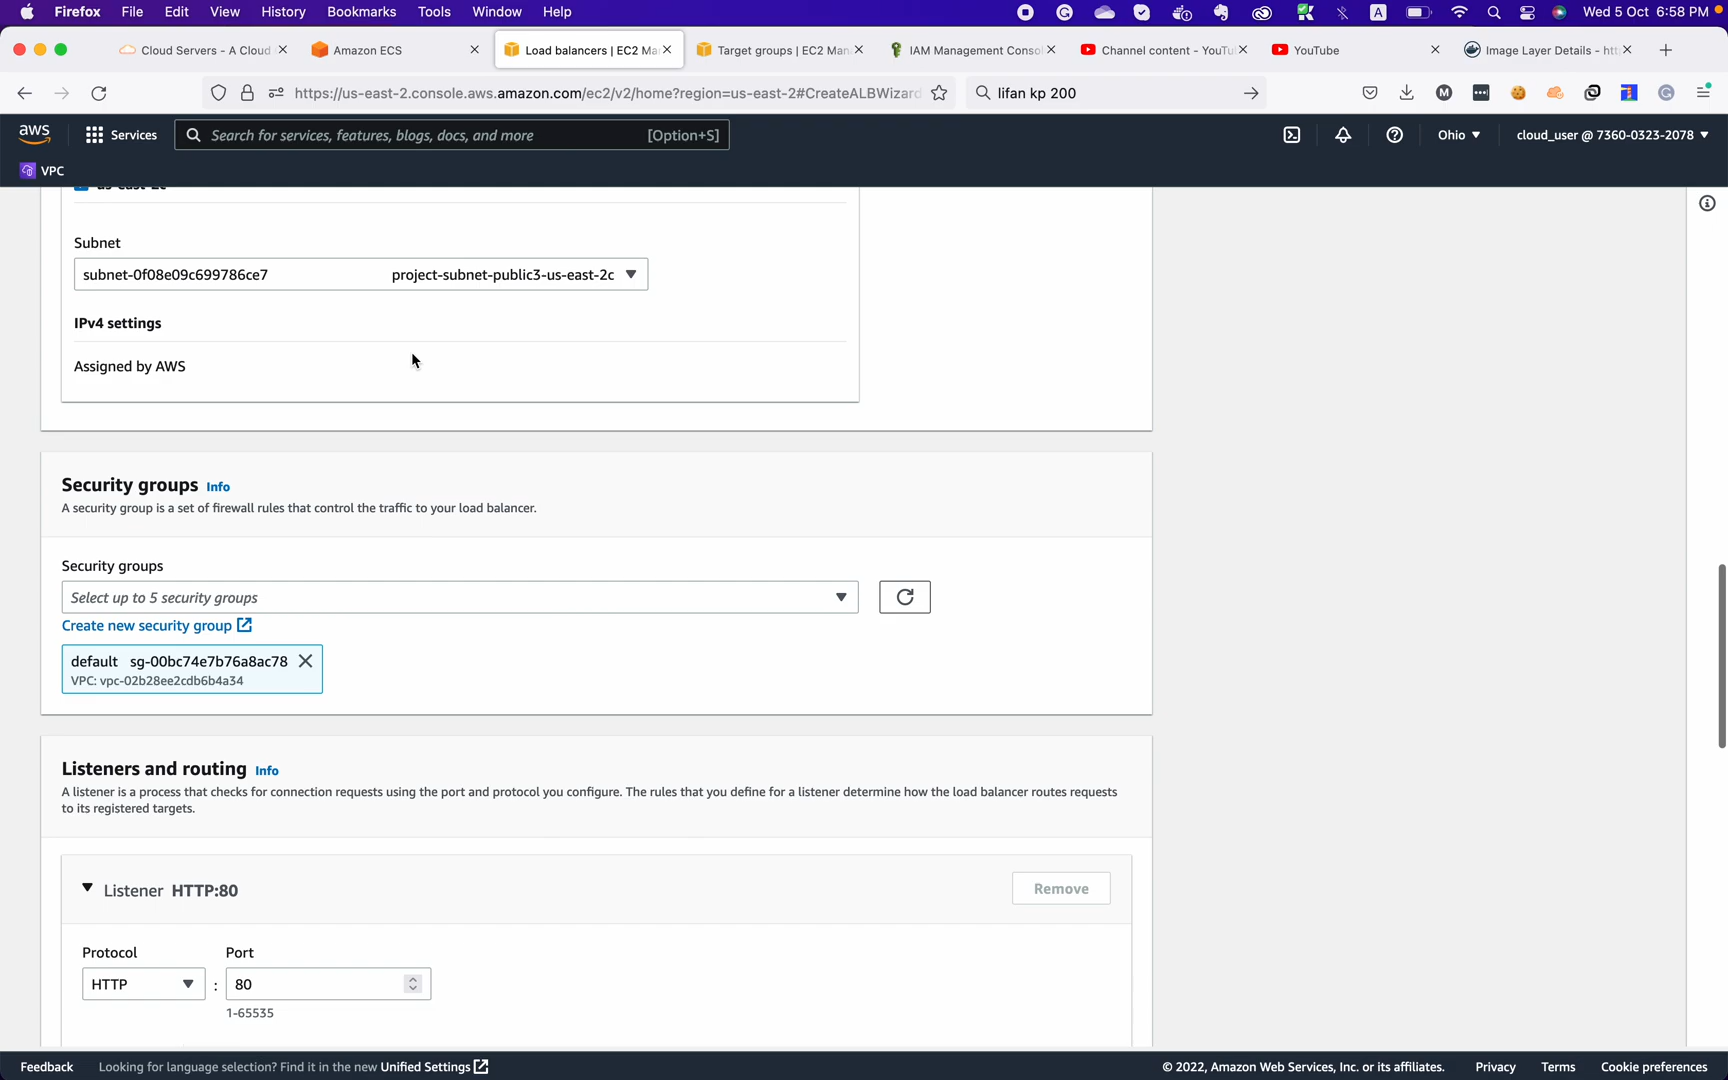 Firefox File Edit View History Bookmarks Tools Window Help
A
Wed 5 Oct 6:58 PM
Cloud Servers - A Cloud
Amazon ECS
Load balancers | EC2 Ma
Target groups | EC2 Man
IAM Management Conso
Channel content - YouTu
YouTube
Image Layer Details - htt
https://us-east-2.console.aws.amazon.com/ec2/v2/home?region=us-east-2#CreateALBWizard
lifan kp 200
aws
Services
Search for services, features, blogs, docs, and more [Option+S]
Ohio
cloud_user @ 7360-0323-2078
VPC
us-east-2c
Subnet
subnet-0f08e09c699786ce7 project-subnet-public3-us-east-2c
IPv4 settings
Assigned by AWS
Security groups Info
A security group is a set of firewall rules that control the traffic to your load balancer.
Security groups
Select up to 5 security groups
Create new security group
default sg-00bc74e7b76a8ac78
VPC: vpc-02b28ee2cdb6b4a34
Listeners and routing Info
A listener is a process that checks for connection requests using the port and protocol you configure. The rules that you define for a listener determine how the load balancer routes requests
to its registered targets.
Listener HTTP:80
Remove
Protocol Port
HTTP : 80
1-65535
Feedback Looking for language selection? Find it in the new Unified Settings
© 2022, Amazon Web Services, Inc. or its affiliates. Privacy Terms Cookie preferences